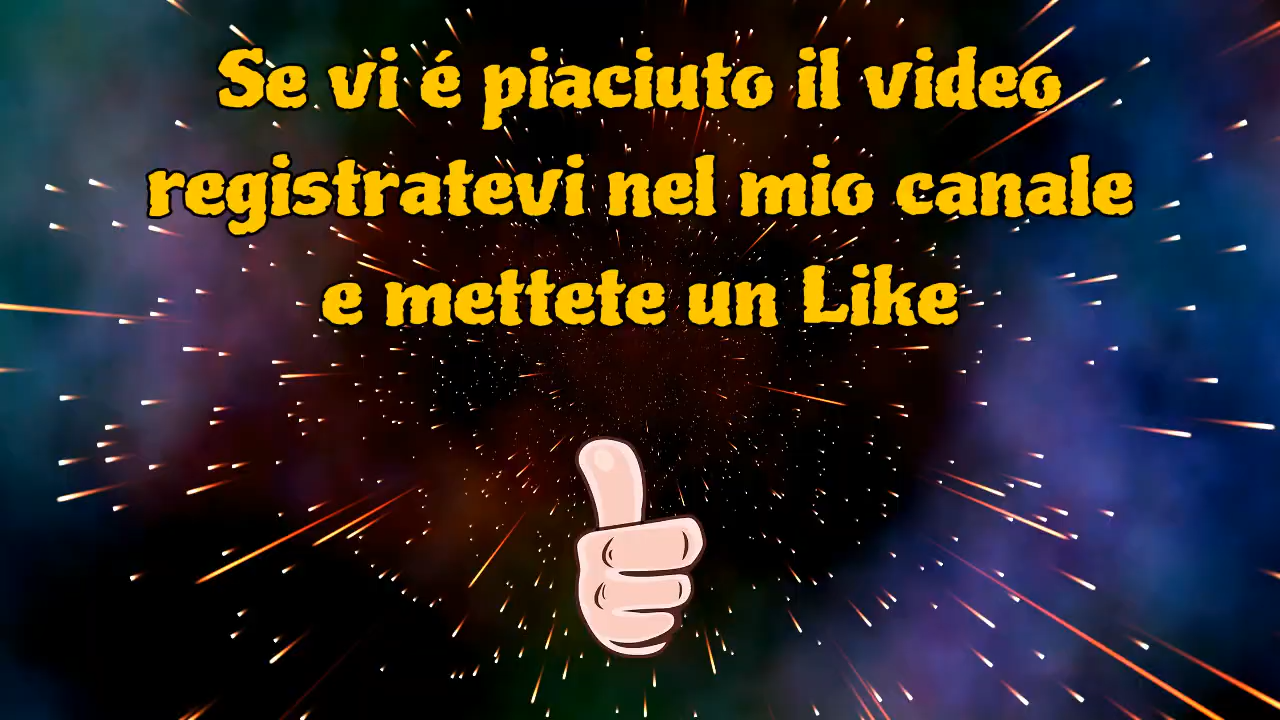 Se vi é piaciuto il video
registratevi nel mio canale
e mettete un Like